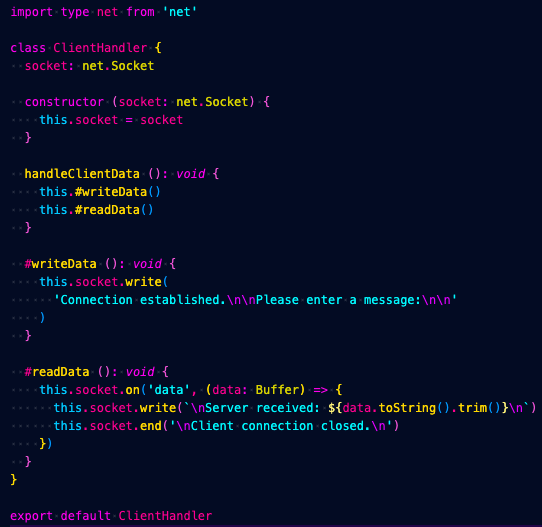 import type net from 'net'

class ClientHandler {
  socket: net.Socket

  constructor (socket: net.Socket) {
    this.socket = socket
  }

  handleClientData (): void {
    this.#writeData()
    this.#readData()
  }

  #writeData (): void {
    this.socket.write(
      'Connection established.\n\nPlease enter a message:\n\n'
    )
  }

  #readData (): void {
    this.socket.on('data', (data: Buffer) => {
      this.socket.write(`\nServer received: ${data.toString().trim()}\n`)
      this.socket.end('\nClient connection closed.\n')
    })
  }
}

export default ClientHandler